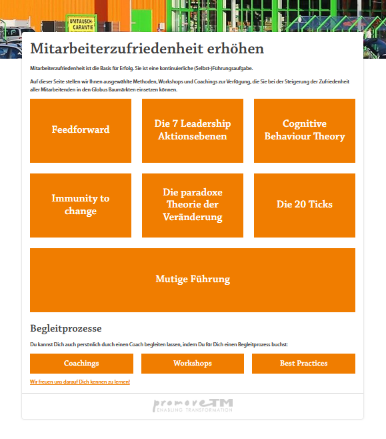 UMTAUSCH-
GARANTIE
Mitarbeiterzufriedenheit erhöhen
Mitarbeiterzufriedenheit ist die Basis für Erfolg. Sie ist eine kontinuierliche (Selbst-)Führungsaufgabe.
Auf dieser Seite stellen wir Ihnen ausgewählte Methoden, Workshops und Coachings zur Verfügung, die Sie bei der Steigerung der Zufriedenheit
aller Mitarbeitenden in den Globus Baumärkten einsetzen können.
Feedforward
Die 7 Leadership
Aktionsebenen
Cognitive
Behaviour Theory
Immunity to
change
Die paradoxe
Theorie der
Veränderung
Die 20 Ticks
Mutige Führung
Begleitprozesse
Du kannst Dich auch persönlich durch einen Coach begleiten lassen, indem Du für Dich einen Begleitprozess buchst:
Coachings
Workshops
Best Practices
Wir freuen uns darauf Dich kennen zu lernen!
promoveTM
ENABLING TRANSFORMATION